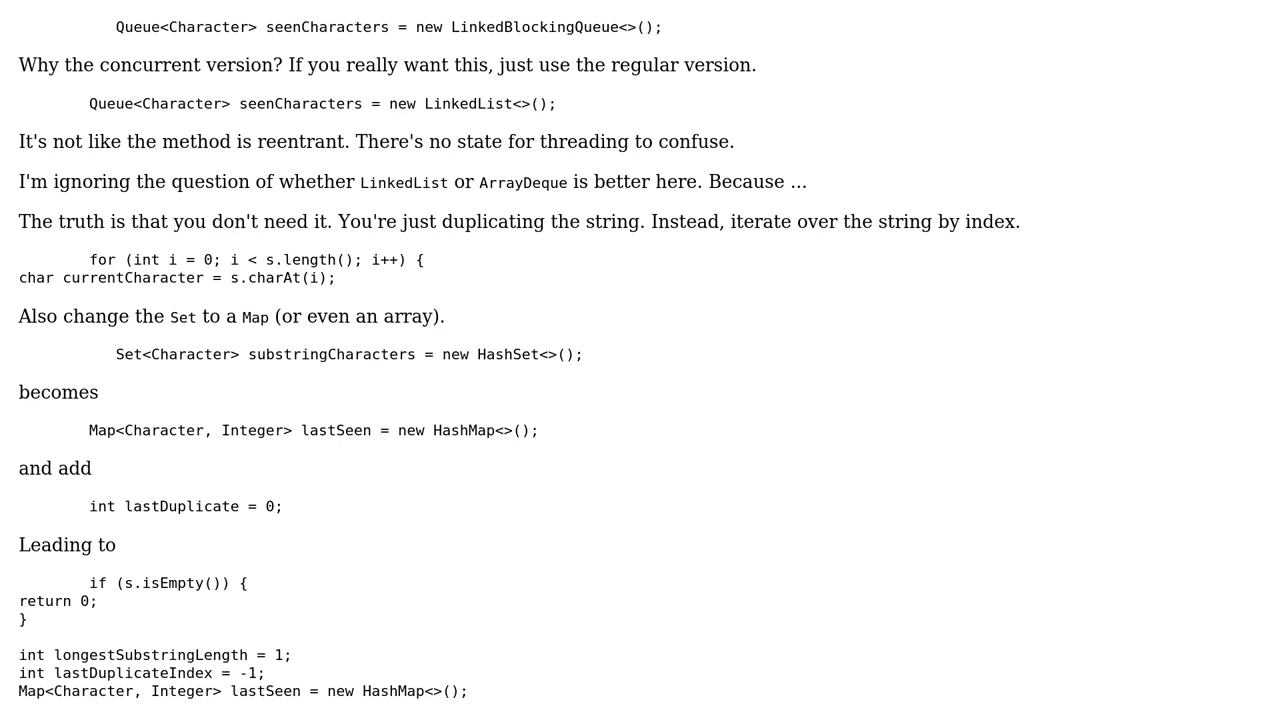 Queue<Character> seenCharacters = new LinkedBlockingQueue<>();
Why the concurrent version? If you really want this, just use the regular version.
Queue<Character> seenCharacters = new LinkedList<>();
It's not like the method is reentrant. There's no state for threading to confuse.
I'm ignoring the question of whether LinkedList or ArrayDeque is better here. Because ...
The truth is that you don't need it. You're just duplicating the string. Instead, iterate over the string by index.
for (int i = 0; i < s.length(); i++) {
char currentCharacter = s.charAt(i);
Also change the Set to a Map (or even an array).
Set<Character> substringCharacters = new HashSet<>();
becomes
Map<Character, Integer> lastSeen = new HashMap<>();
and add
int lastDuplicate = 0;
Leading to
if (s.isEmpty()) {
return 0;
}
int longestSubstringLength = 1;
int lastDuplicateIndex = -1;
Map<Character, Integer> lastSeen = new HashMap<>();